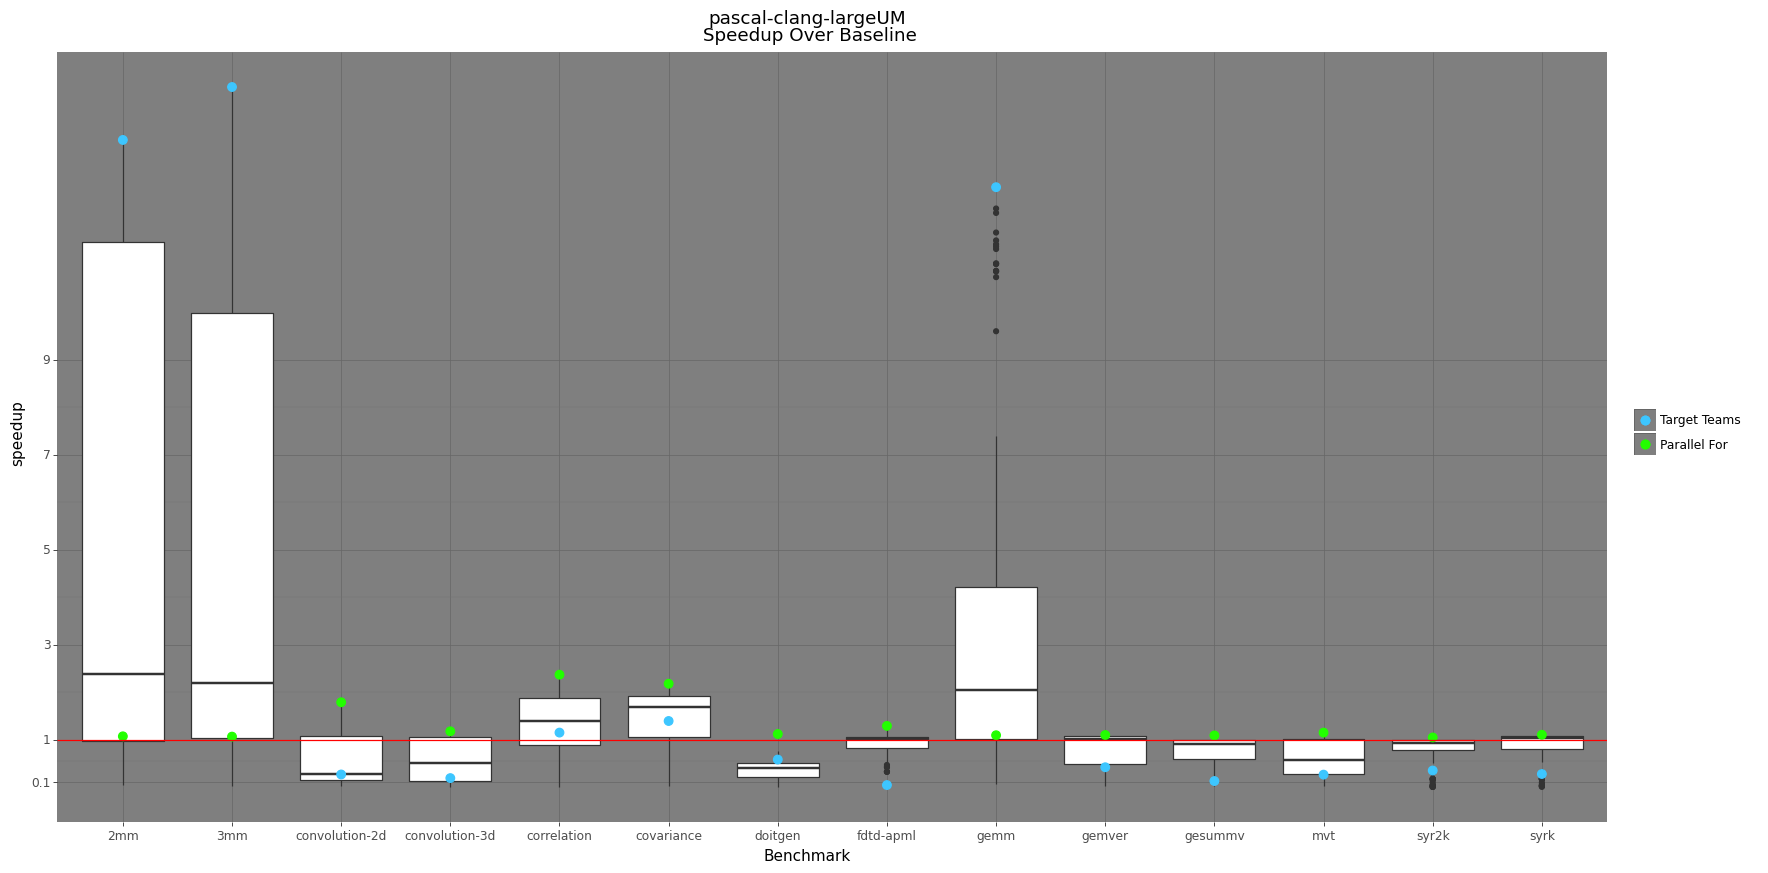 pascal-clang-largeUM
Speedup Over Baseline
speedup
9
7
5
3
1
0.1
2mm
3mm
convolution-2d
convolution-3d
correlation
covariance
doitgen
fdtd-apml
gemm
gemver
gesummv
mvt
syr2k
syrk
Benchmark
Target Teams
Parallel For